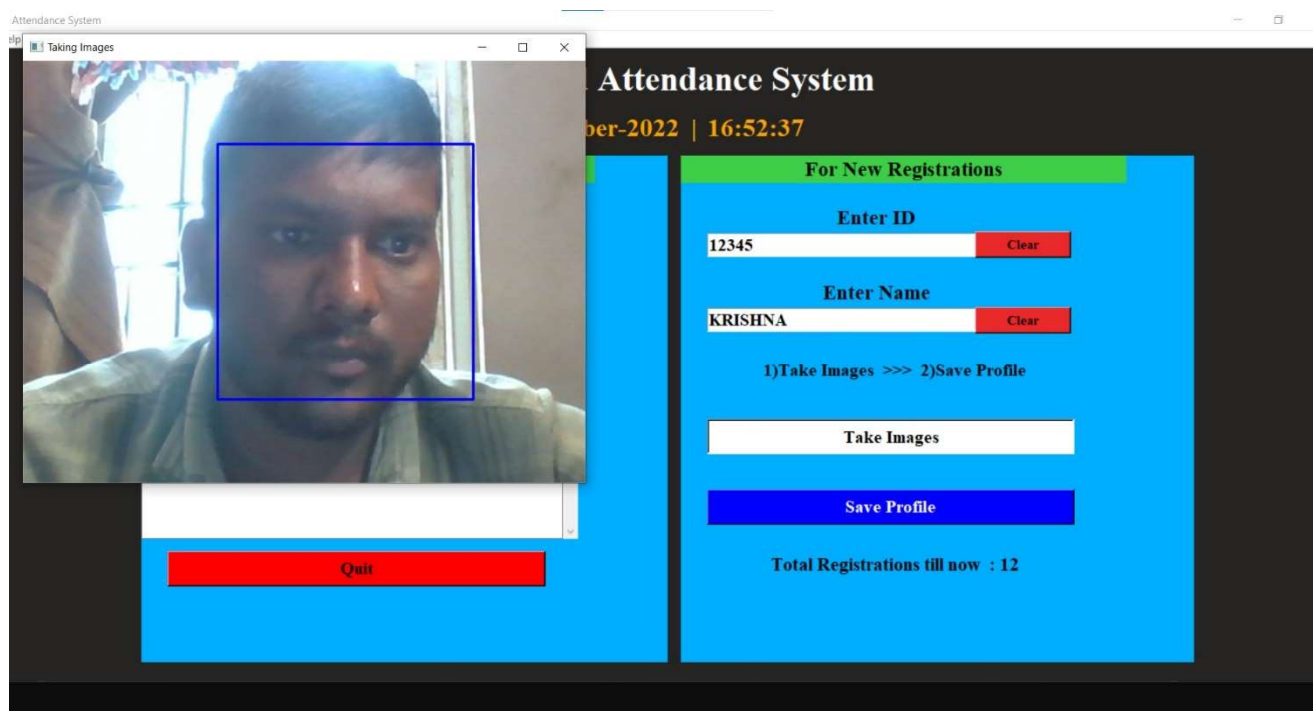 Attendance System
elp
Taking Images
Attendance System
ber-2022 | 16:52:37
For New Registrations
Enter ID
12345
Clear
Enter Name
KRISHNA
Clear
1)Take Images >>> 2)Save Profile
Take Images
Save Profile
Quit
Total Registrations till now : 12